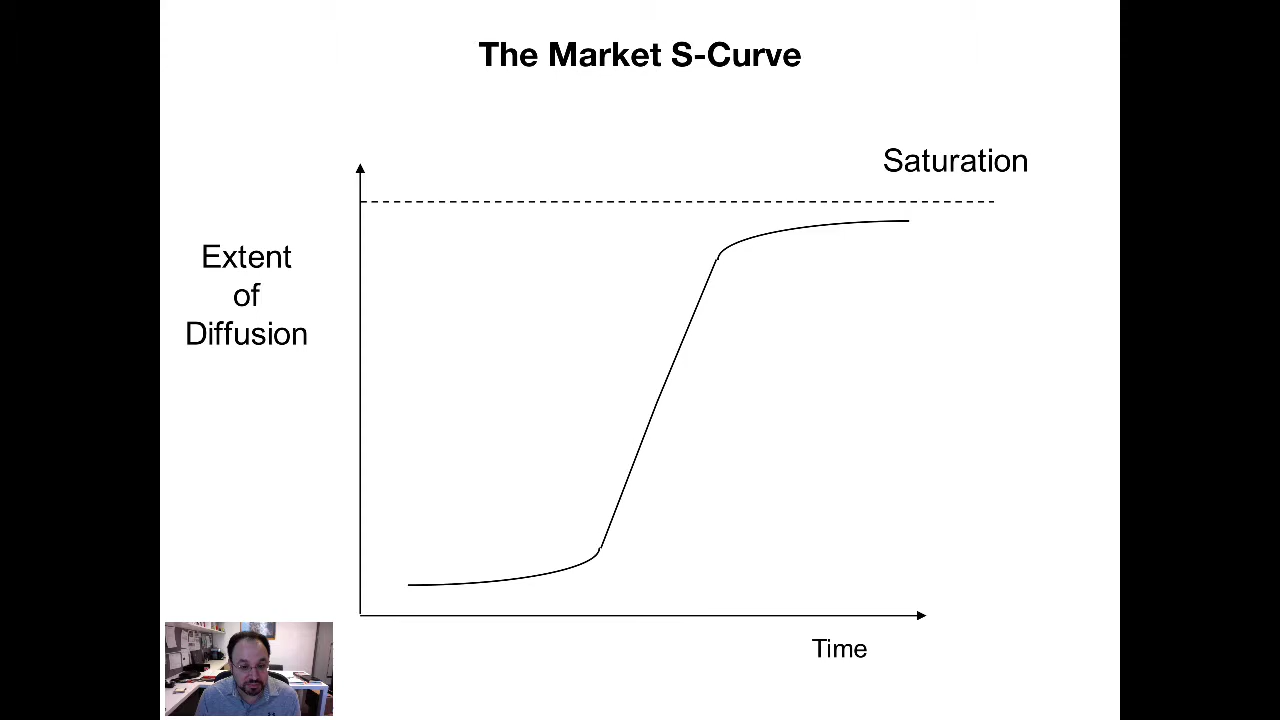 The Market S-Curve
Saturation
Extent
of
Diffusion
Time